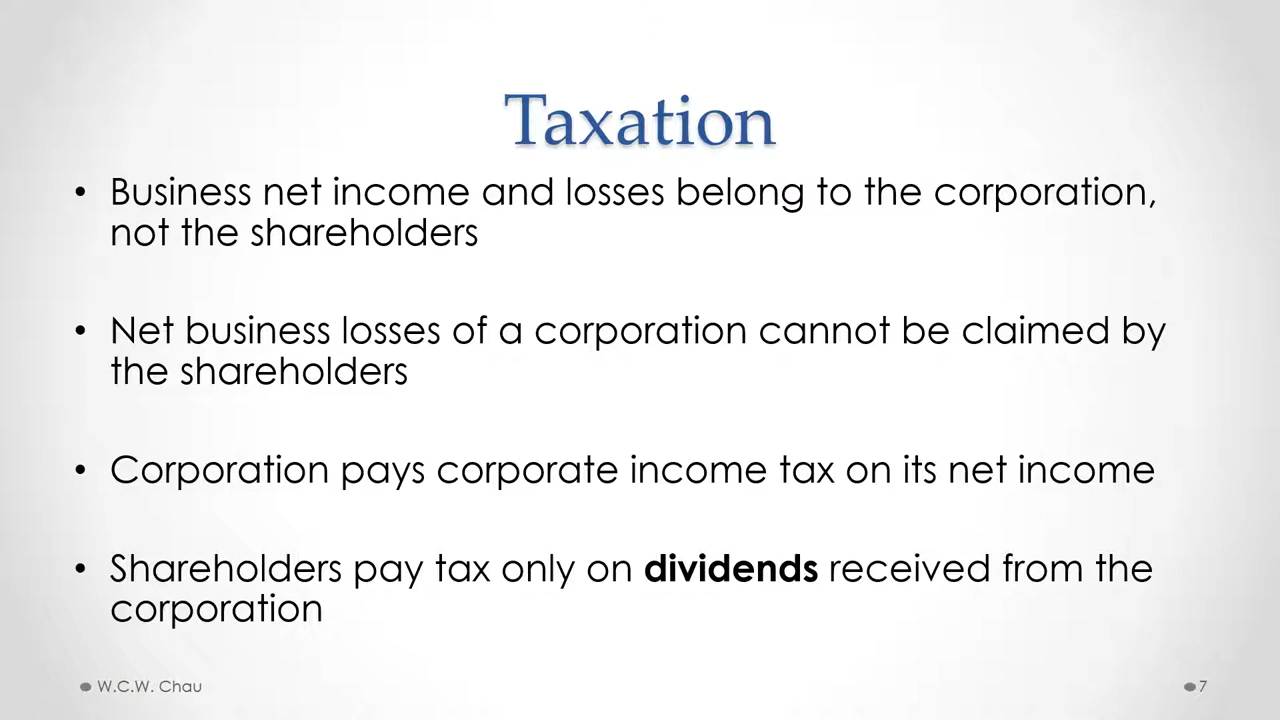 Taxation
• Business net income and losses belong to the corporation,
not the shareholders
• Net business losses of a corporation cannot be claimed by
the shareholders
• Corporation pays corporate income tax on its net income
• Shareholders pay tax only on dividends received from the
corporation
W.C.W. Chau
7